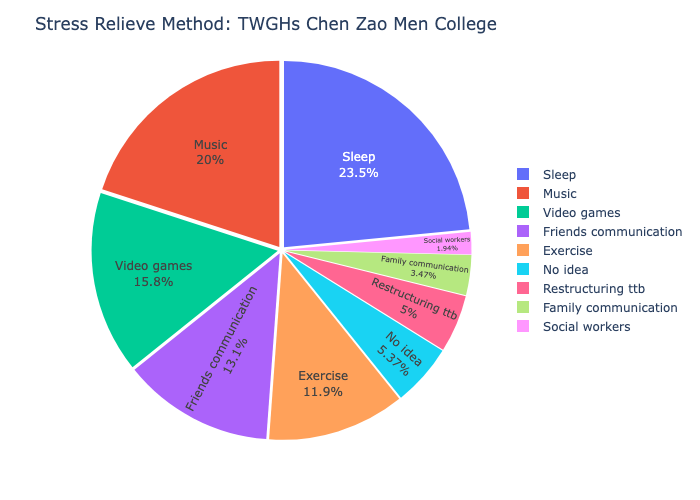 Stress Relieve Method: TWGHs Chen Zao Men College
Sleep
23.5%
Music
20%
Video games
15.8%
Friends communication
13.1%
Exercise
11.9%
No idea
5.37%
Restructuring ttb
5%
Family communication
3.47%
Social workers
1.94%
Sleep
Music
Video games
Friends communication
Exercise
No idea
Restructuring ttb
Family communication
Social workers